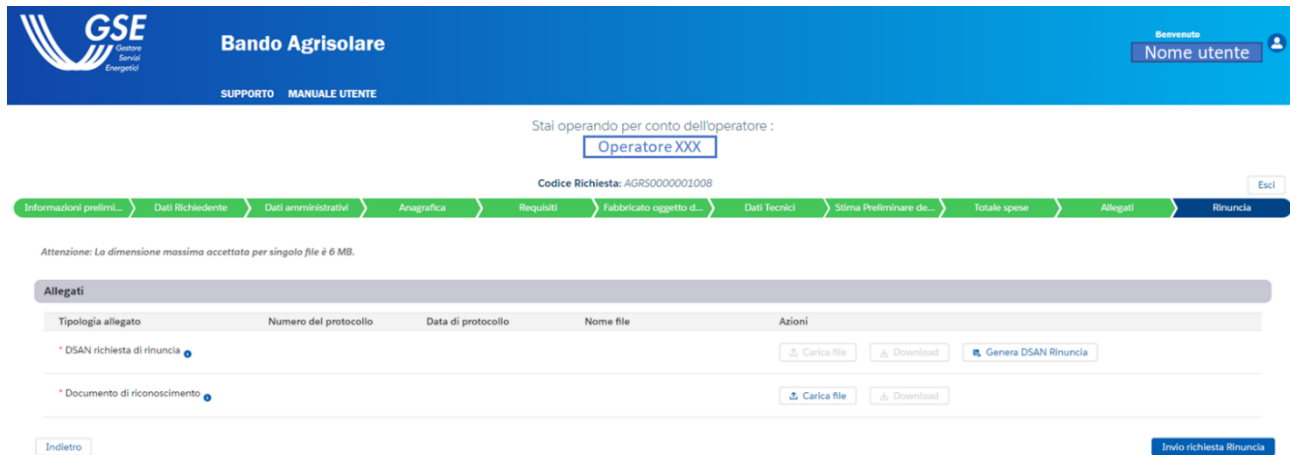 GSE
Gestore
Servizi
Energetici
Bando Agrisolare
Benvenuto
Nome utente
SUPPORTO MANUALE UTENTE
Stai operando per conto dell'operatore :
Operatore XXX
Codice Richiesta: AGRS0000001008
Esci
Informazioni prelimi... Dati Richiedente Dati amministrativi Anagrafica Requisiti Fabbricato oggetto d... Dati Tecnici Stima Preliminare de... Totale spese Allegati Rinuncia
Attenzione: La dimensione massima accettata per singolo file è 6 MB.
Allegati
Tipologia allegato Numero del protocollo Data di protocollo Nome file Azioni
* DSAN richiesta di rinuncia Carica file Download Genera DSAN Rinuncia
* Documento di riconoscimento Carica file Download
Indietro Invio richiesta Rinuncia